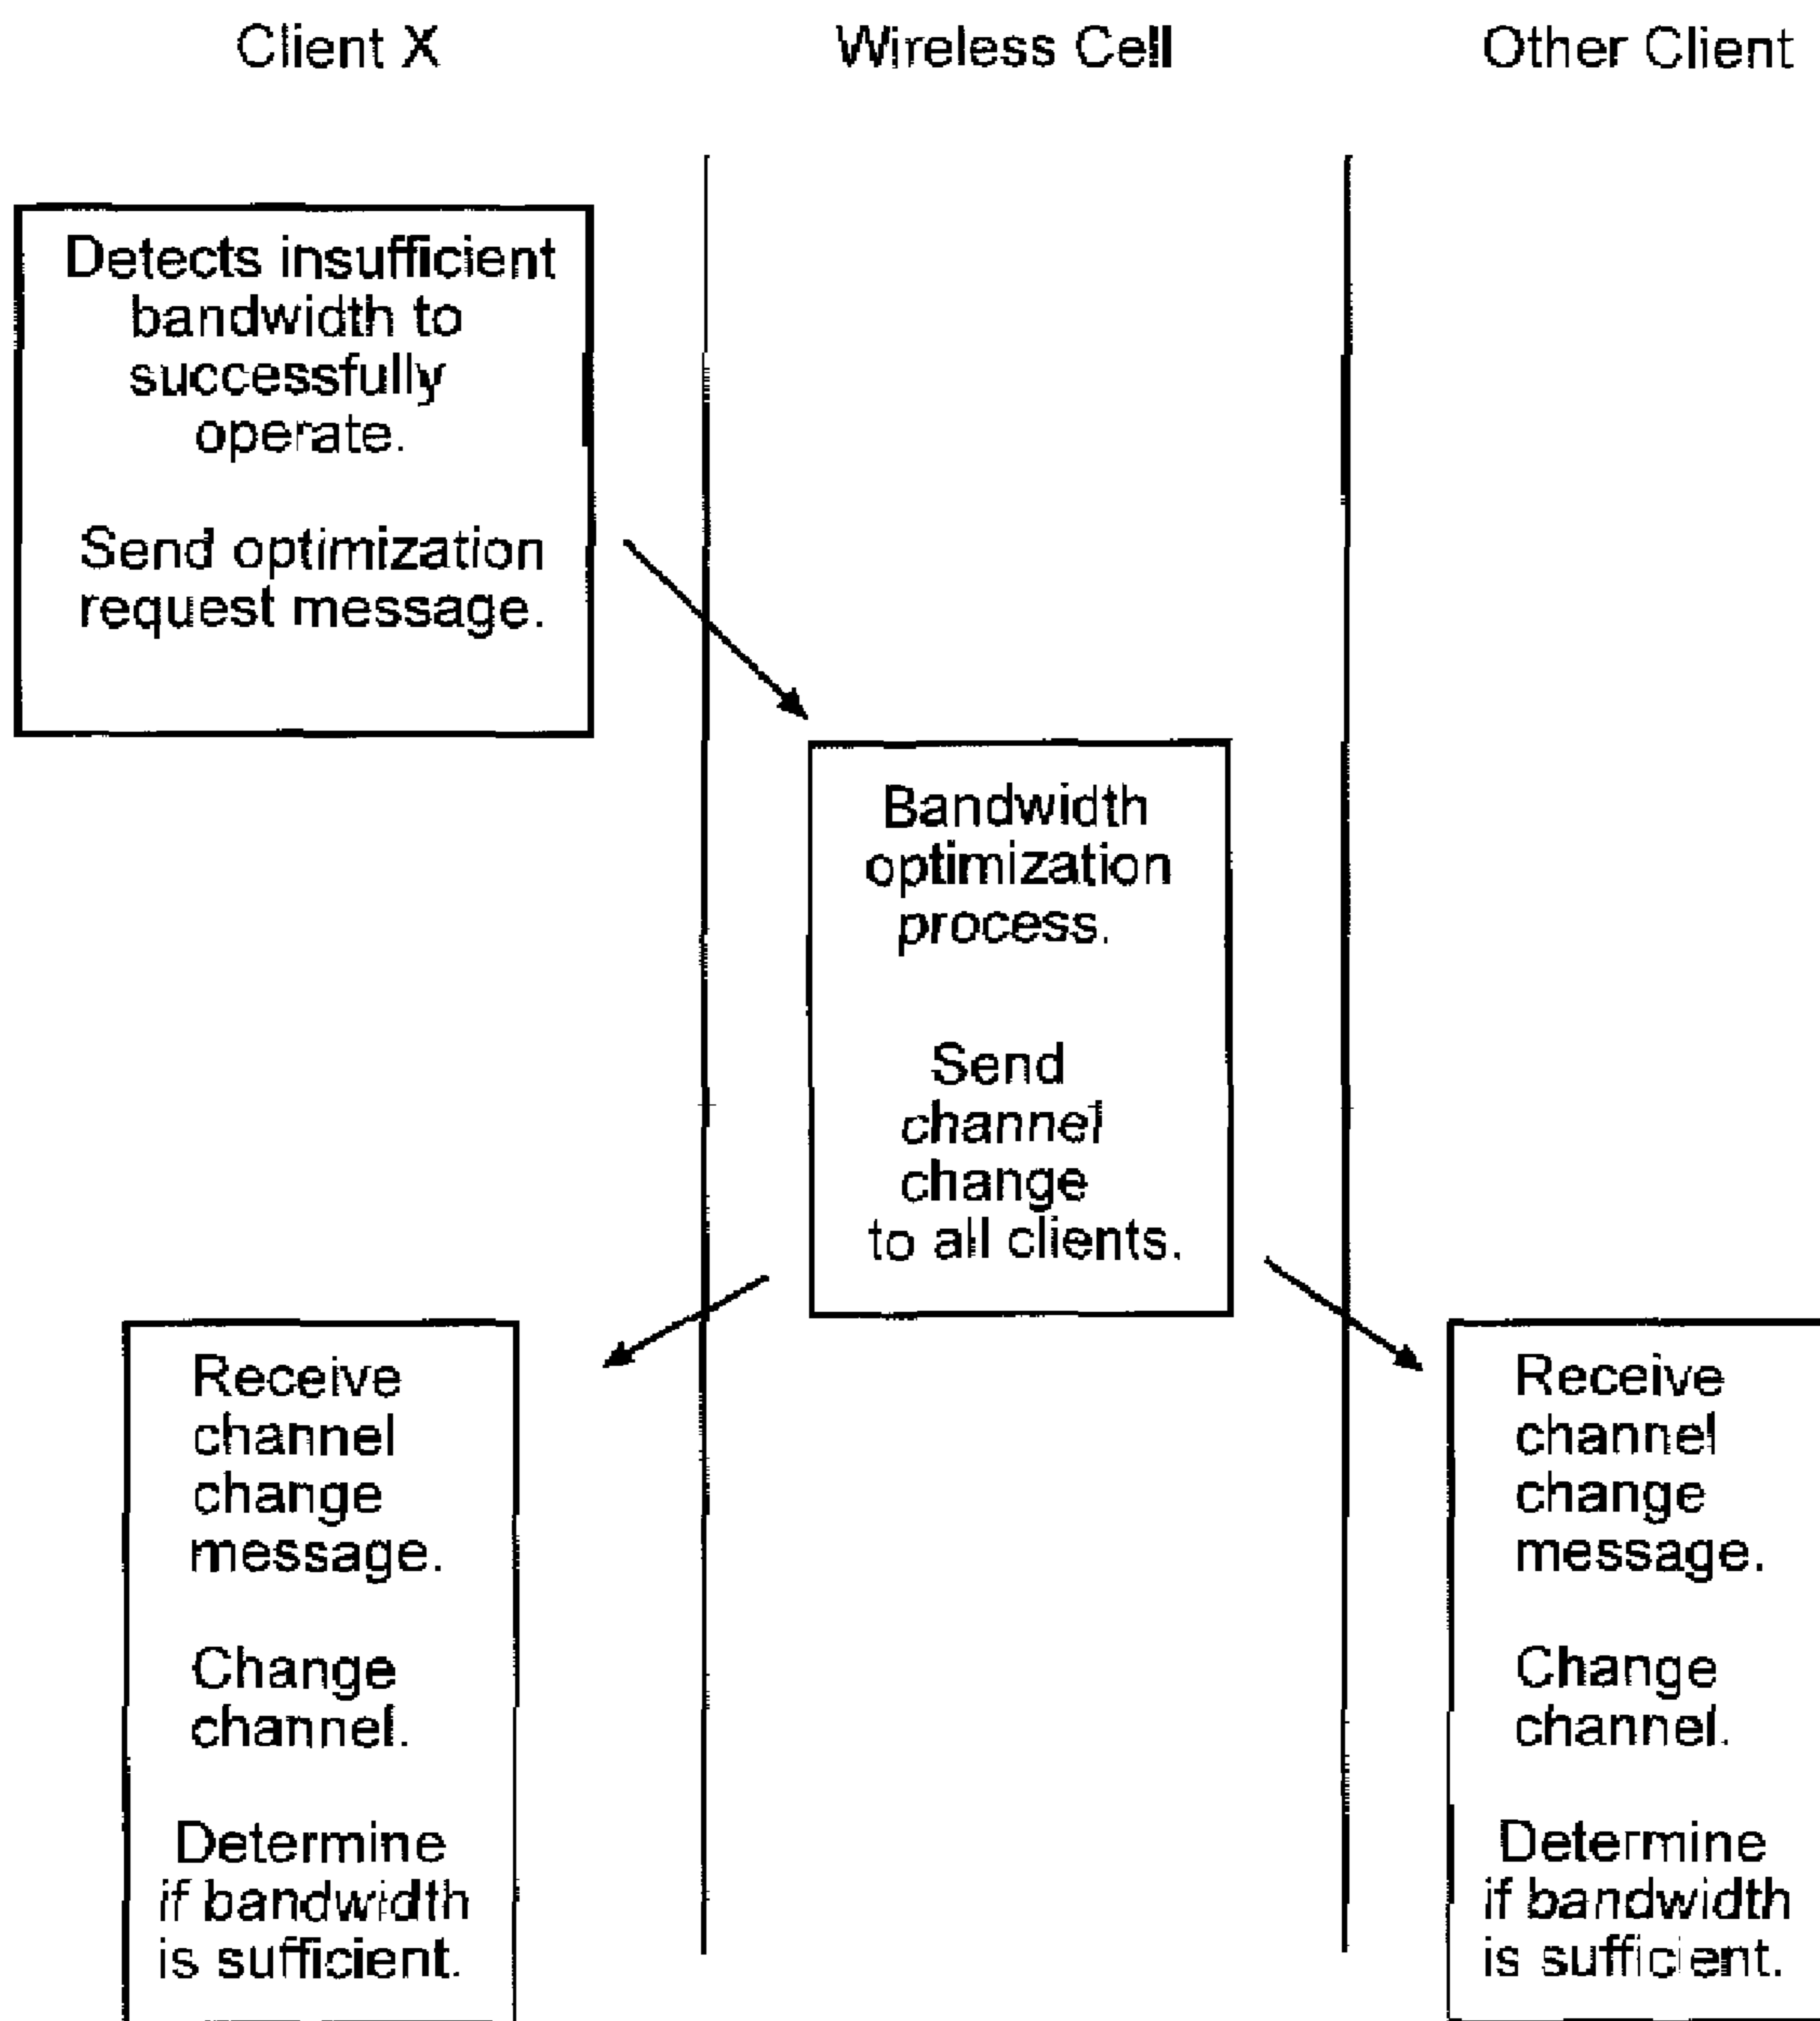 Client X
Wireless Cell
Other Client
Detects insufficient
bandwidth to
successfully
operate.
Send optimization
request message.
Bandwidth
optimization
process.
Send
channel
change
to all clients.
Receive
channel
change
message.
Change
channel.
Determine
if bandwidth
is sufficient.
Receive
channel
change
message.
Change
channel.
Determine
if bandwidth
is sufficient.